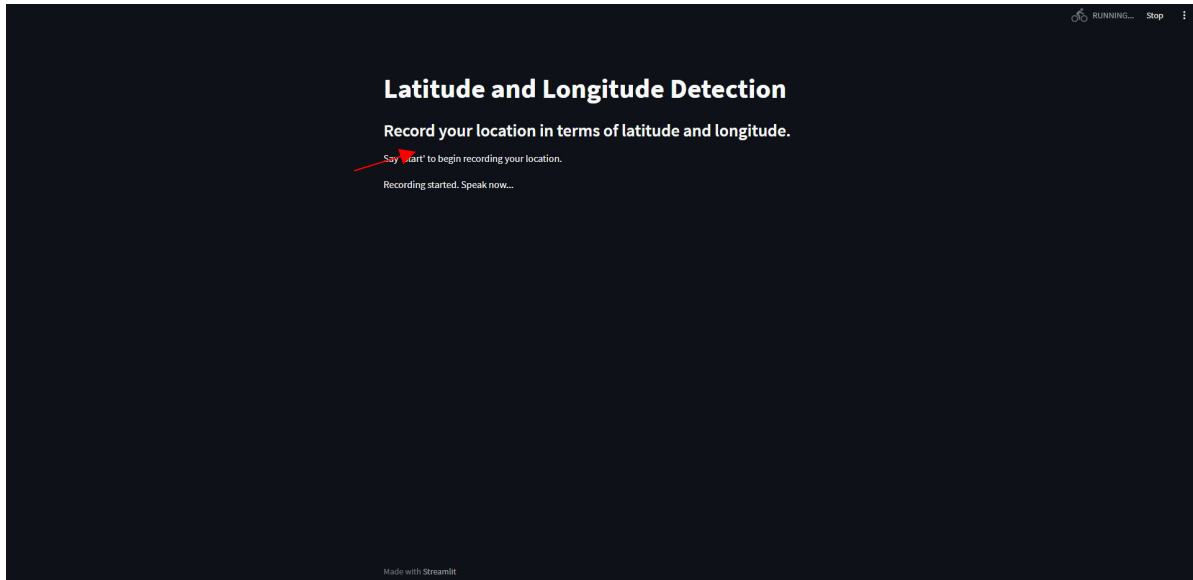 RUNNING... Stop
Latitude and Longitude Detection
Record your location in terms of latitude and longitude.
Say to begin recording your location.
Recording started. Speak now...
Made with Streamlit